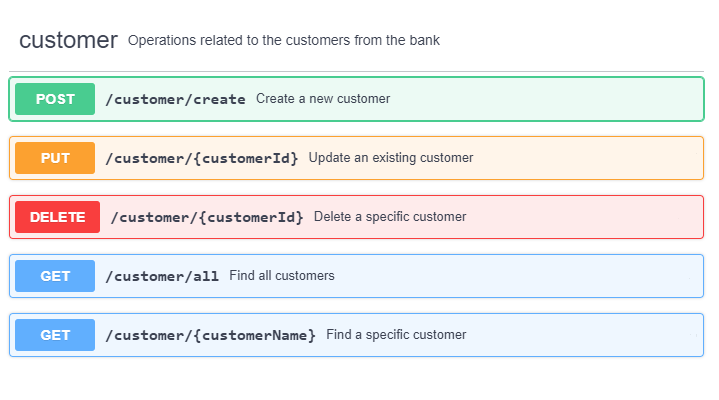 customer Operations related to the customers from the bank
POST /customer/create Create a new customer
PUT /customer/{customerId} Update an existing customer
DELETE /customer/{customerId} Delete a specific customer
GET /customer/all Find all customers
GET /customer/{customerName} Find a specific customer